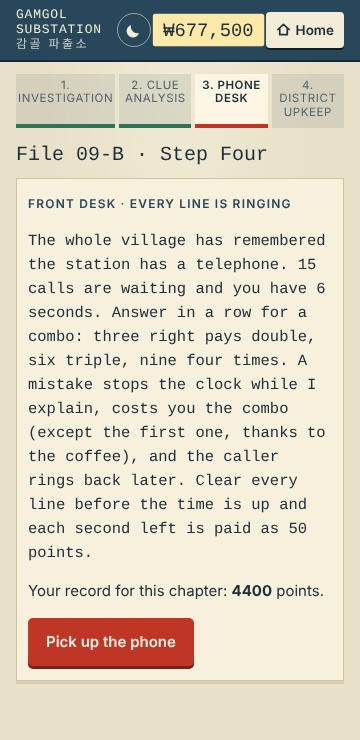 GAMGOL
SUBSTATION
감골 파출소
₩677,500
Home
1.
INVESTIGATION
2. CLUE
ANALYSIS
3. PHONE
DESK
4.
DISTRICT
UPKEEP
File 09-B · Step Four
FRONT DESK · EVERY LINE IS RINGING
The whole village has remembered
the station has a telephone. 15
calls are waiting and you have 6
seconds. Answer in a row for a
combo: three right pays double,
six triple, nine four times. A
mistake stops the clock while I
explain, costs you the combo
(except the first one, thanks to
the coffee), and the caller
rings back later. Clear every
line before the time is up and
each second left is paid as 50
points.
Your record for this chapter: 4400 points.
Pick up the phone